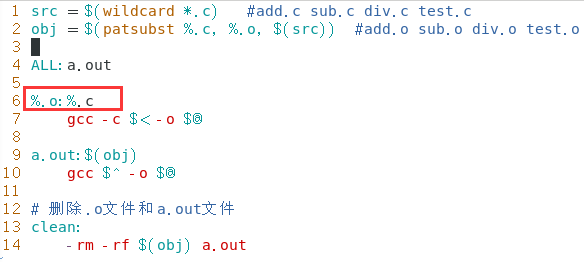 1 src = $(wildcard *.c)   #add.c sub.c div.c test.c
2 obj = $(patsubst %.c, %.o, $(src))  #add.o sub.o div.o test.o
3
4 ALL:a.out
5
6 %.o:%.c
7     gcc -c $< -o $@
8
9 a.out:$(obj)
10     gcc $^ -o $@
11
12 # 删除.o文件和a.out文件
13 clean:
14     -rm -rf $(obj) a.out